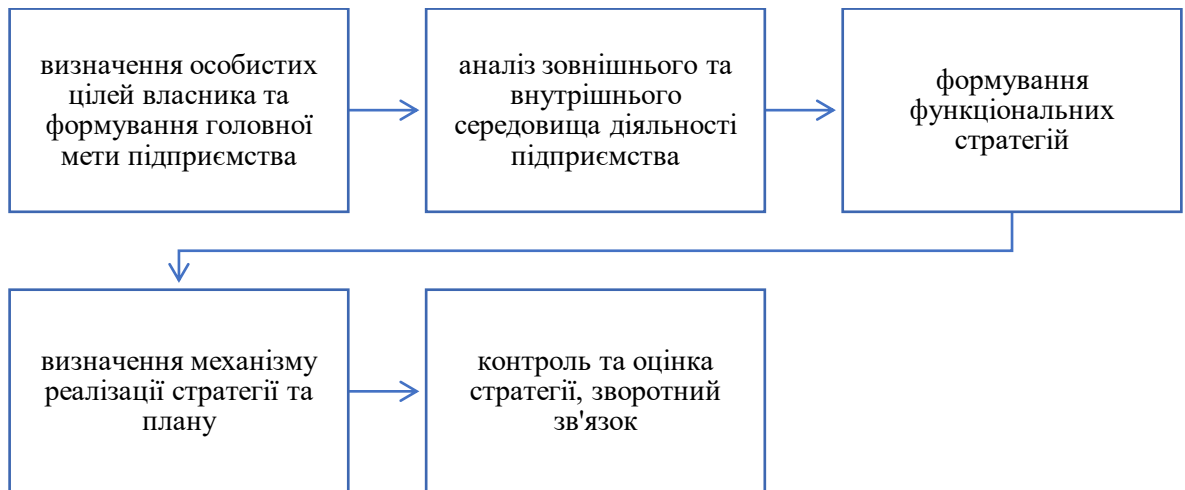 визначення особистих
цілей власника та
формування головної
мети підприємства
аналіз зовнішнього та
внутрішнього
середовища діяльності
підприємства
формування
функціональних
стратегій
визначення механізму
реалізації стратегії та
плану
контроль та оцінка
стратегії, зворотний
зв'язок